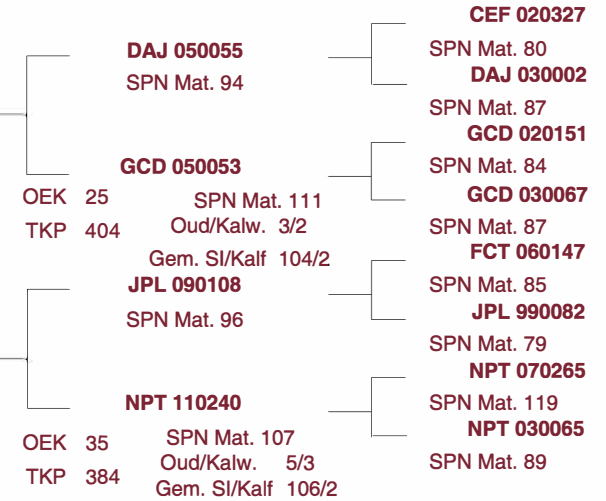 CEF 020327
DAJ 050055
SPN Mat. 80
SPN Mat. 94
DAJ 030002
SPN Mat. 87
GCD 020151
GCD 050053
SPN Mat. 84
OEK 25
SPN Mat. 111
GCD 030067
TKP 404
Oud/Kalw. 3/2
SPN Mat. 87
Gem. SI/Kalf 104/2
FCT 060147
JPL 090108
SPN Mat. 85
SPN Mat. 96
JPL 990082
SPN Mat. 79
NPT 070265
NPT 110240
SPN Mat. 119
OEK 35
SPN Mat. 107
NPT 030065
TKP 384
Oud/Kalw. 5/3
SPN Mat. 89
Gem. SI/Kalf 106/2